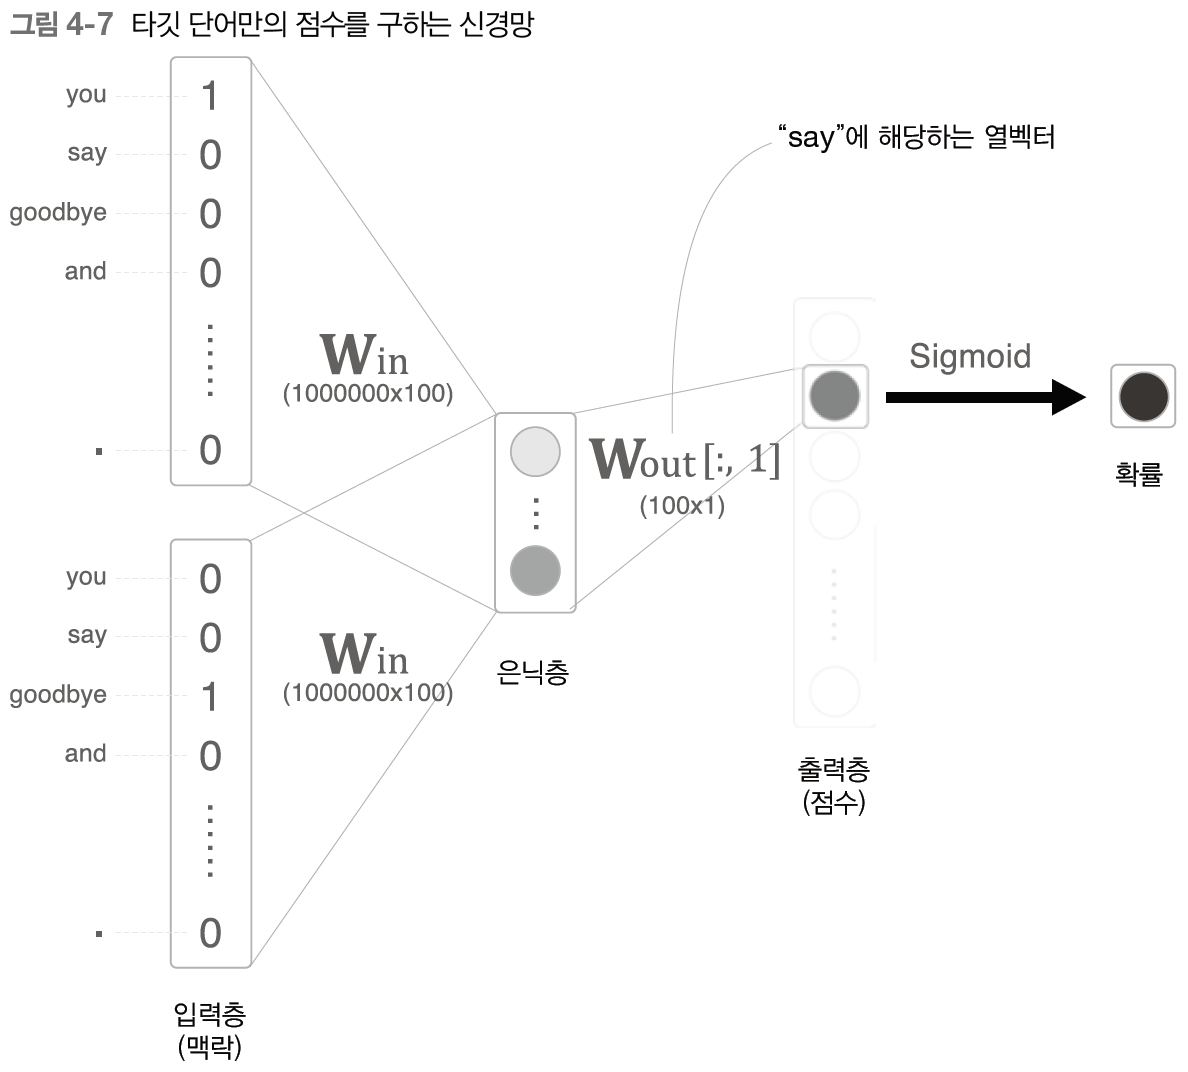 그림 4-7 타깃 단어만의 점수를 구하는 신경망
you 1
say 0
goodbye 0
and 0
. 0
Win
(1000000x100)
you 0
say 0
goodbye 1
and 0
. 0
Win
(1000000x100)
입력층
(맥락)
은닉층
"say"에 해당하는 열벡터
Wout [:, 1]
(100x1)
출력층
(점수)
Sigmoid
확률